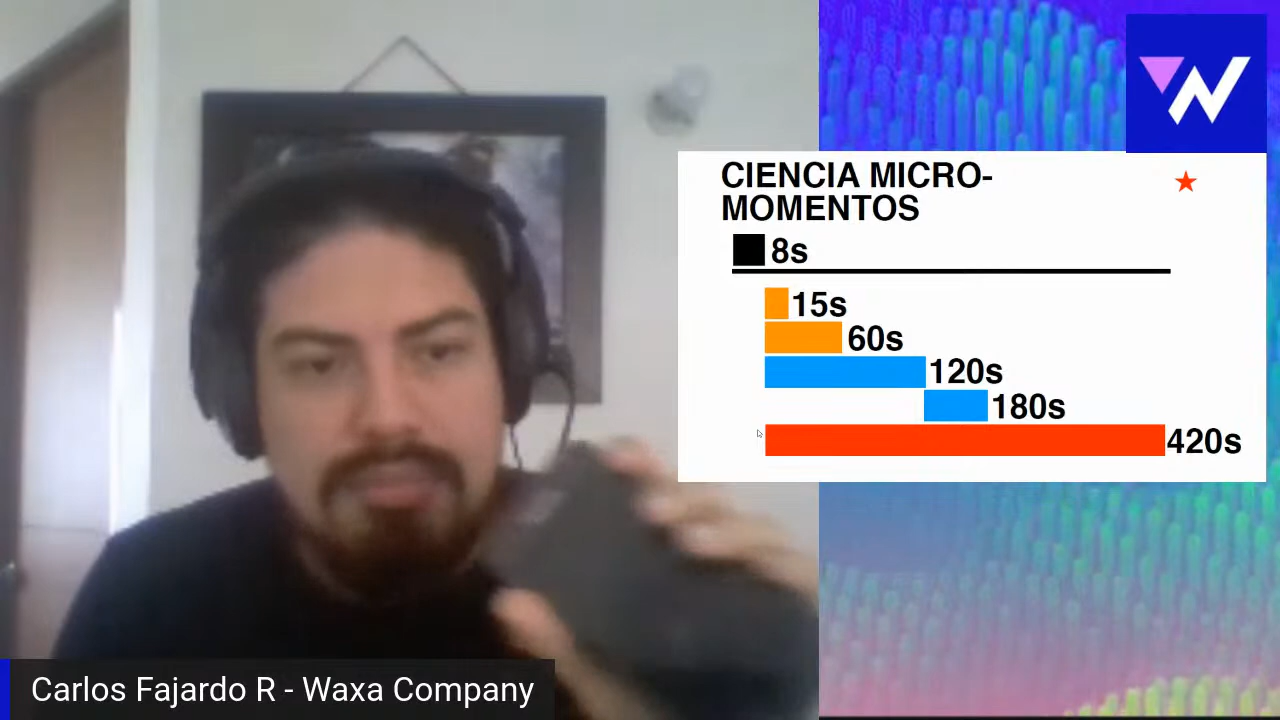 CIENCIA MICRO-
MOMENTOS
8s
15s
60s
120s
180s
420s
Carlos Fajardo R - Waxa Company